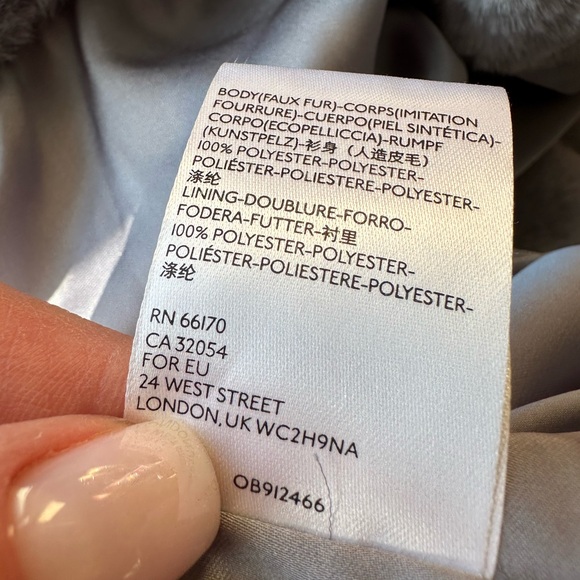 BODY(FAUX FUR)-CORPS(IMITATION
FOURRURE)-CUERPO(PIEL SINTÉTICA)-
CORPO(ECOPELLICCIA)-RUMPF
(KUNSTPELZ)-衫身（人造皮毛）
100% POLYESTER-POLYESTER-
POLIÉSTER-POLIESTERE-POLYESTER-
涤纶
LINING-DOUBLURE-FORRO-
FODERA-FUTTER-衬里
100% POLYESTER-POLYESTER-
POLIÉSTER-POLIESTERE-POLYESTER-
涤纶
RN 66170
CA 32054
FOR EU
24 WEST STREET
LONDON, UK WC2H9NA
OB912466